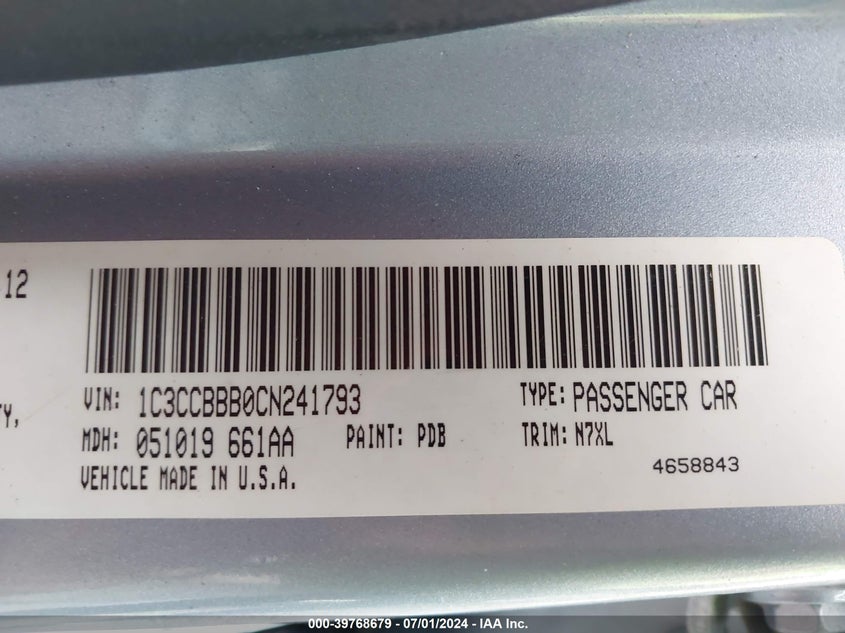 12
VIN: 1C3CCBBB0CN241793 TYPE: PASSENGER CAR
TY,
MDH: 051019 661AA PAINT: PDB TRIM: N7XL
4658843
VEHICLE MADE IN U.S.A.
000-39768679 - 07/01/2024 - IAA Inc.